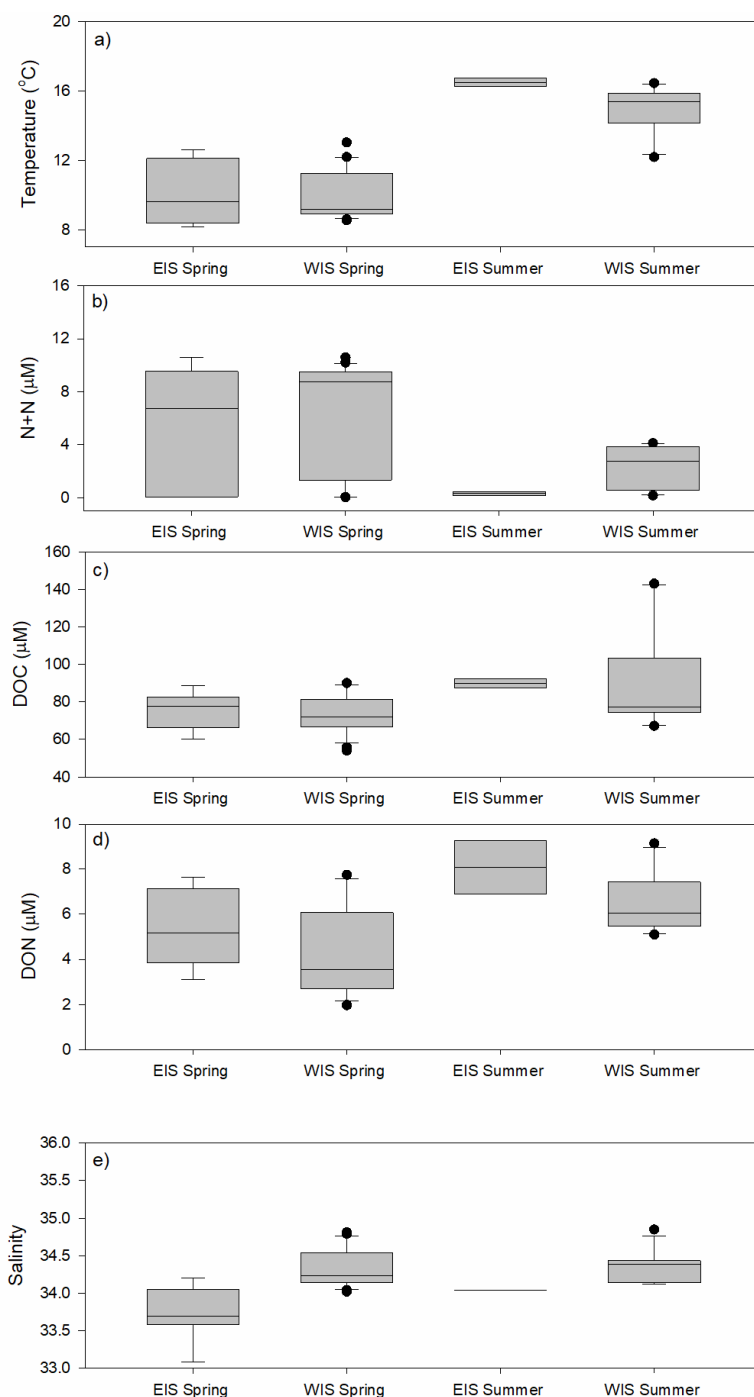 a)
Temperature (°C)
20
16
12
8
EIS Spring WIS Spring EIS Summer WIS Summer
b)
N+N (μM)
16
12
8
4
0
EIS Spring WIS Spring EIS Summer WIS Summer
c)
DOC (μM)
160
140
120
100
80
60
40
EIS Spring WIS Spring EIS Summer WIS Summer
d)
DON (μM)
10
8
6
4
2
0
EIS Spring WIS Spring EIS Summer WIS Summer
e)
Salinity
36.0
35.5
35.0
34.5
34.0
33.5
33.0
EIS Spring WIS Spring EIS Summer WIS Summer